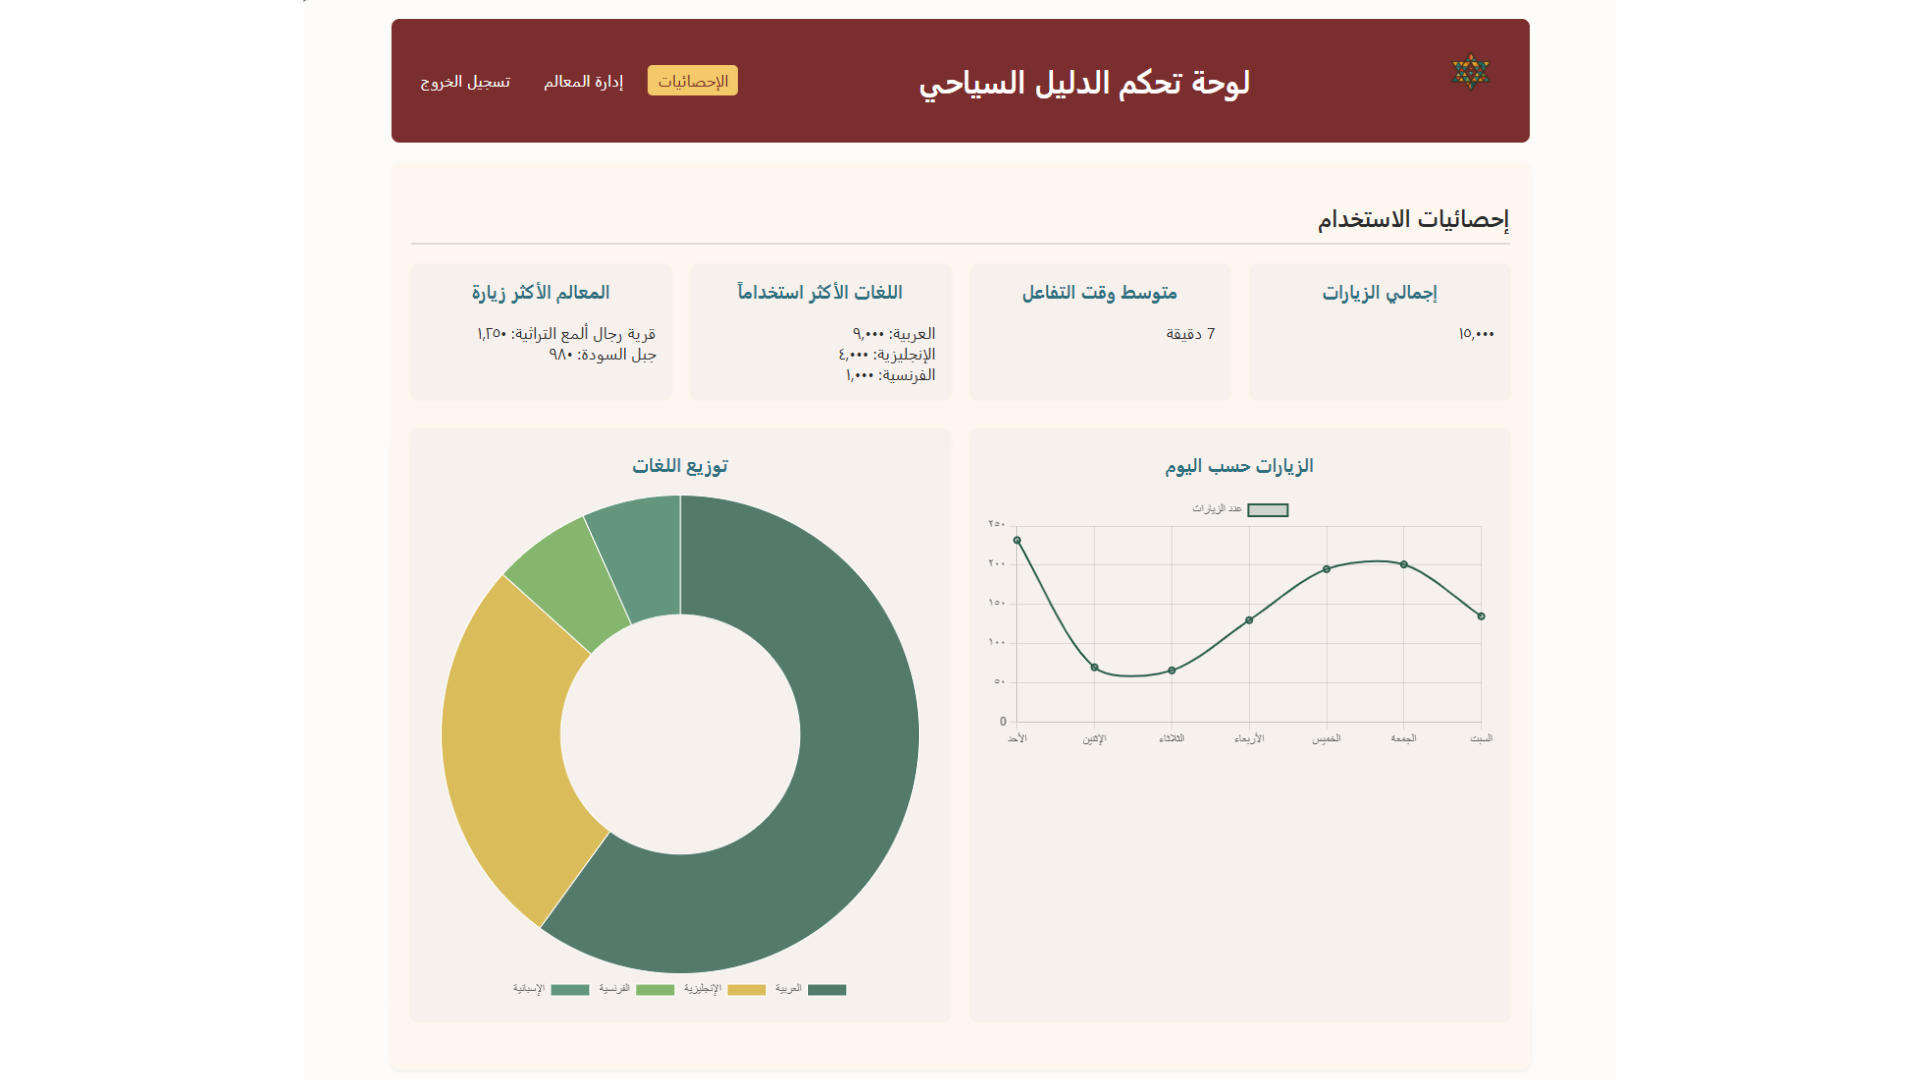 لوحة تحكم الدليل السياحي
الإحصائيات
إدارة المعالم
تسجيل الخروج
إحصائيات الاستخدام
إجمالي الزيارات
١٥,٠٠٠
متوسط وقت التفاعل
7 دقيقة
اللغات الأكثر استخداماً
العربية: ٩,٠٠٠
الإنجليزية: ٤,٠٠٠
الفرنسية: ١,٠٠٠
المعالم الأكثر زيارة
قرية رجال ألمع التراثية: ١,٢٥٠
جبل السودة: ٩٨٠
الزيارات حسب اليوم
عدد الزيارات
٢٥٠
٢٠٠
١٥٠
١٠٠
٥٠
0
الأحد
الإثنين
الثلاثاء
الأربعاء
الخميس
الجمعة
السبت
توزيع اللغات
العربية
الإنجليزية
الفرنسية
الإسبانية